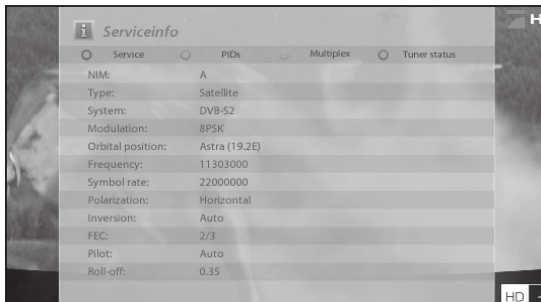 H
i Serviceinfo
Service PIDs Multiplex Tuner status
NIM: A
Type: Satellite
System: DVB-S2
Modulation: 8PSK
Orbital position: Astra (19.2E)
Frequency: 11303000
Symbol rate: 22000000
Polarization: Horizontal
Inversion: Auto
FEC: 2/3
Pilot: Auto
Roll-off: 0.35
HD